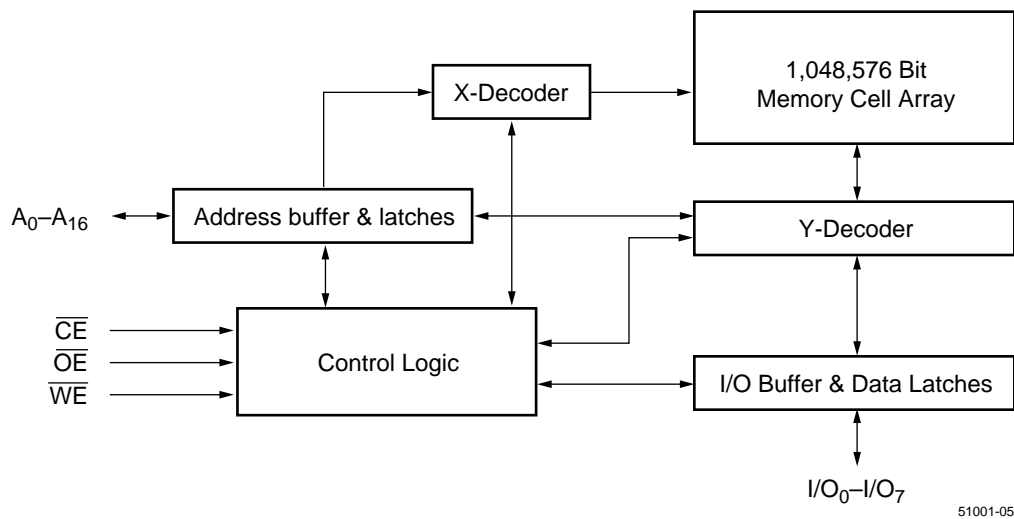 1,048,576 Bit
Memory Cell Array
X-Decoder
A0–A16
Address buffer & latches
Y-Decoder
CE
OE
WE
Control Logic
I/O Buffer & Data Latches
I/O0–I/O7
51001-05